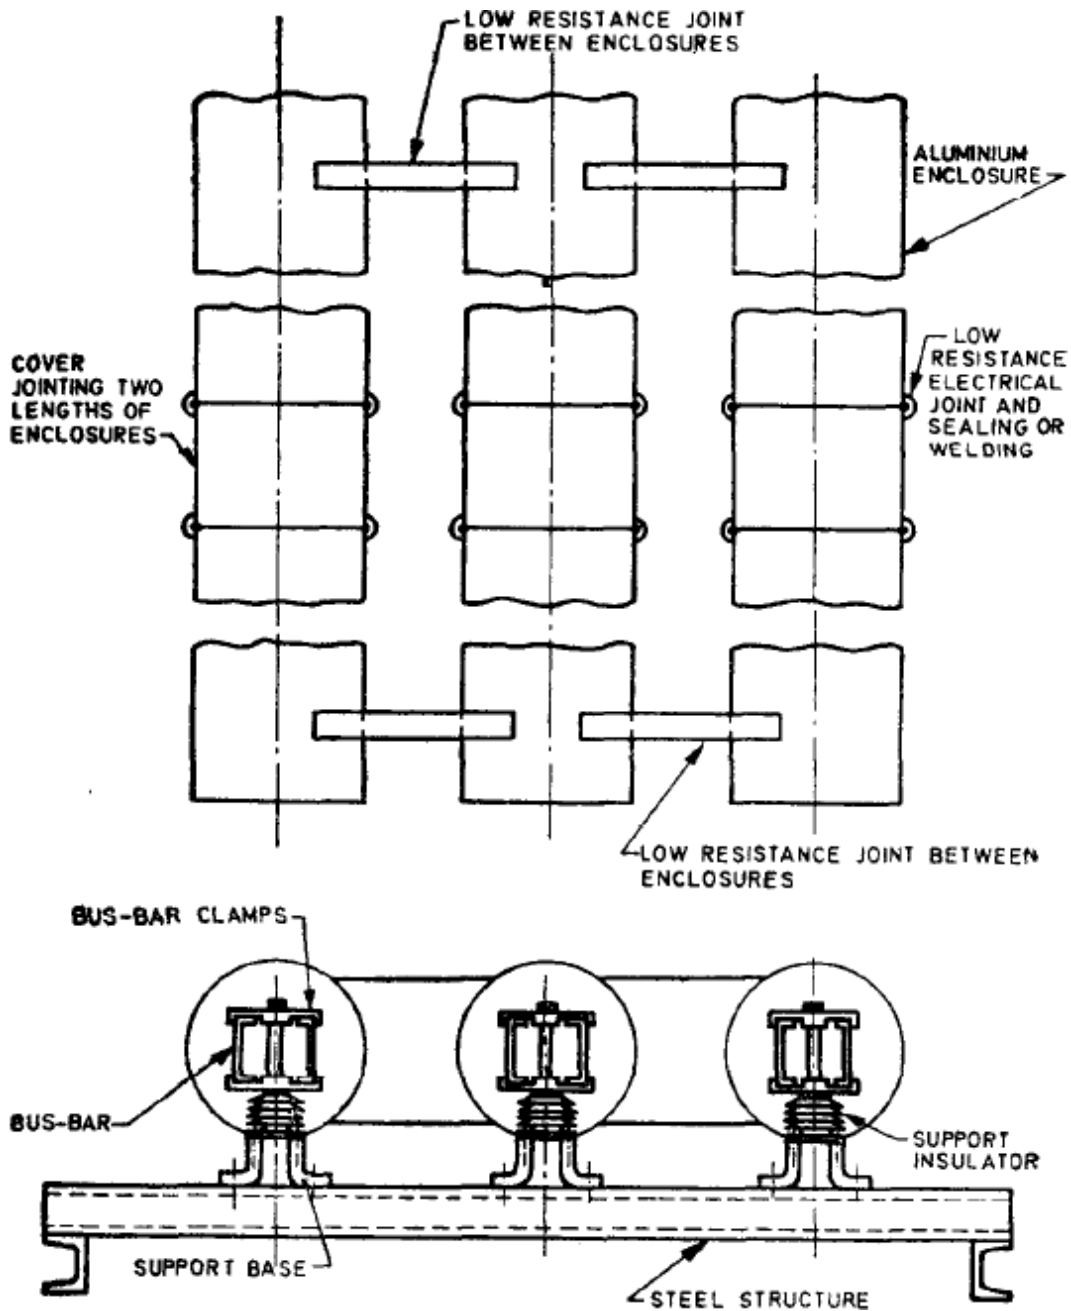 LOW RESISTANCE JOINT
BETWEEN ENCLOSURES
ALUMINIUM
ENCLOSURE
COVER
JOINTING TWO
LENGTHS OF
ENCLOSURES
LOW
RESISTANCE
ELECTRICAL
JOINT AND
SEALING OR
WELDING
LOW RESISTANCE JOINT BETWEEN
ENCLOSURES
BUS-BAR CLAMPS
BUS-BAR
SUPPORT
INSULATOR
SUPPORT BASE
STEEL STRUCTURE